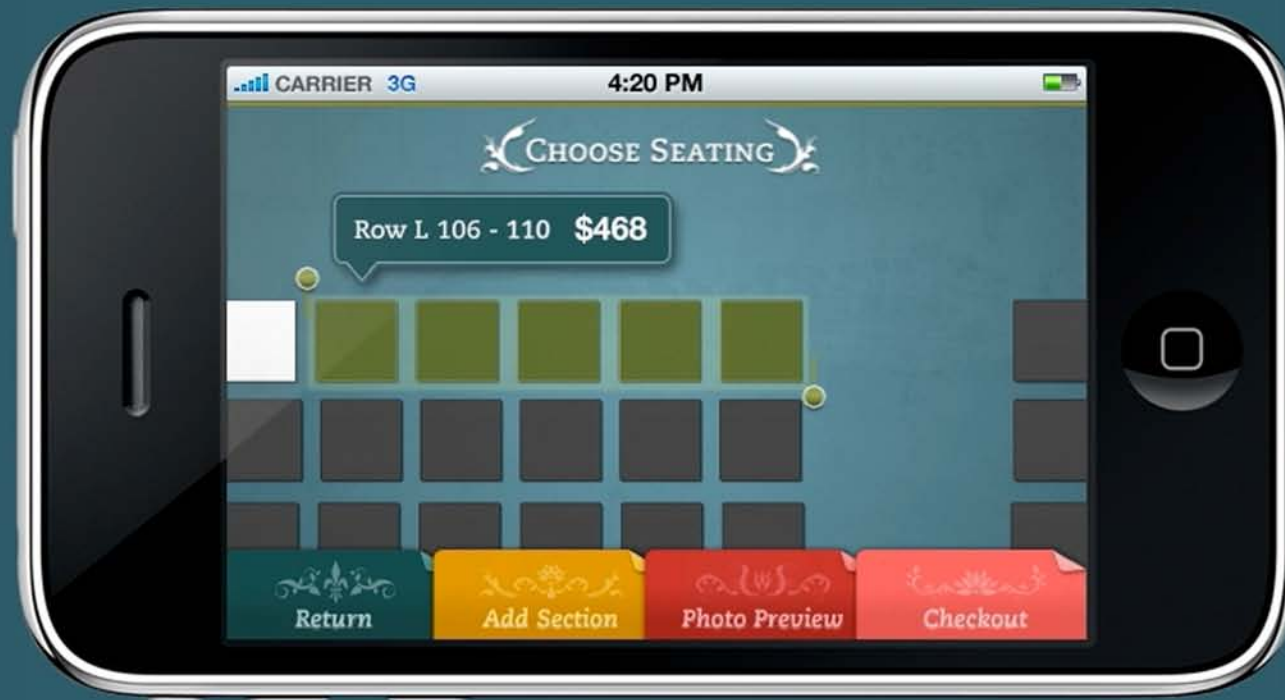 CARRIER 3G 4:20 PM
Choose Seating
Row L 106 - 110 $468
Return Add Section Photo Preview Checkout